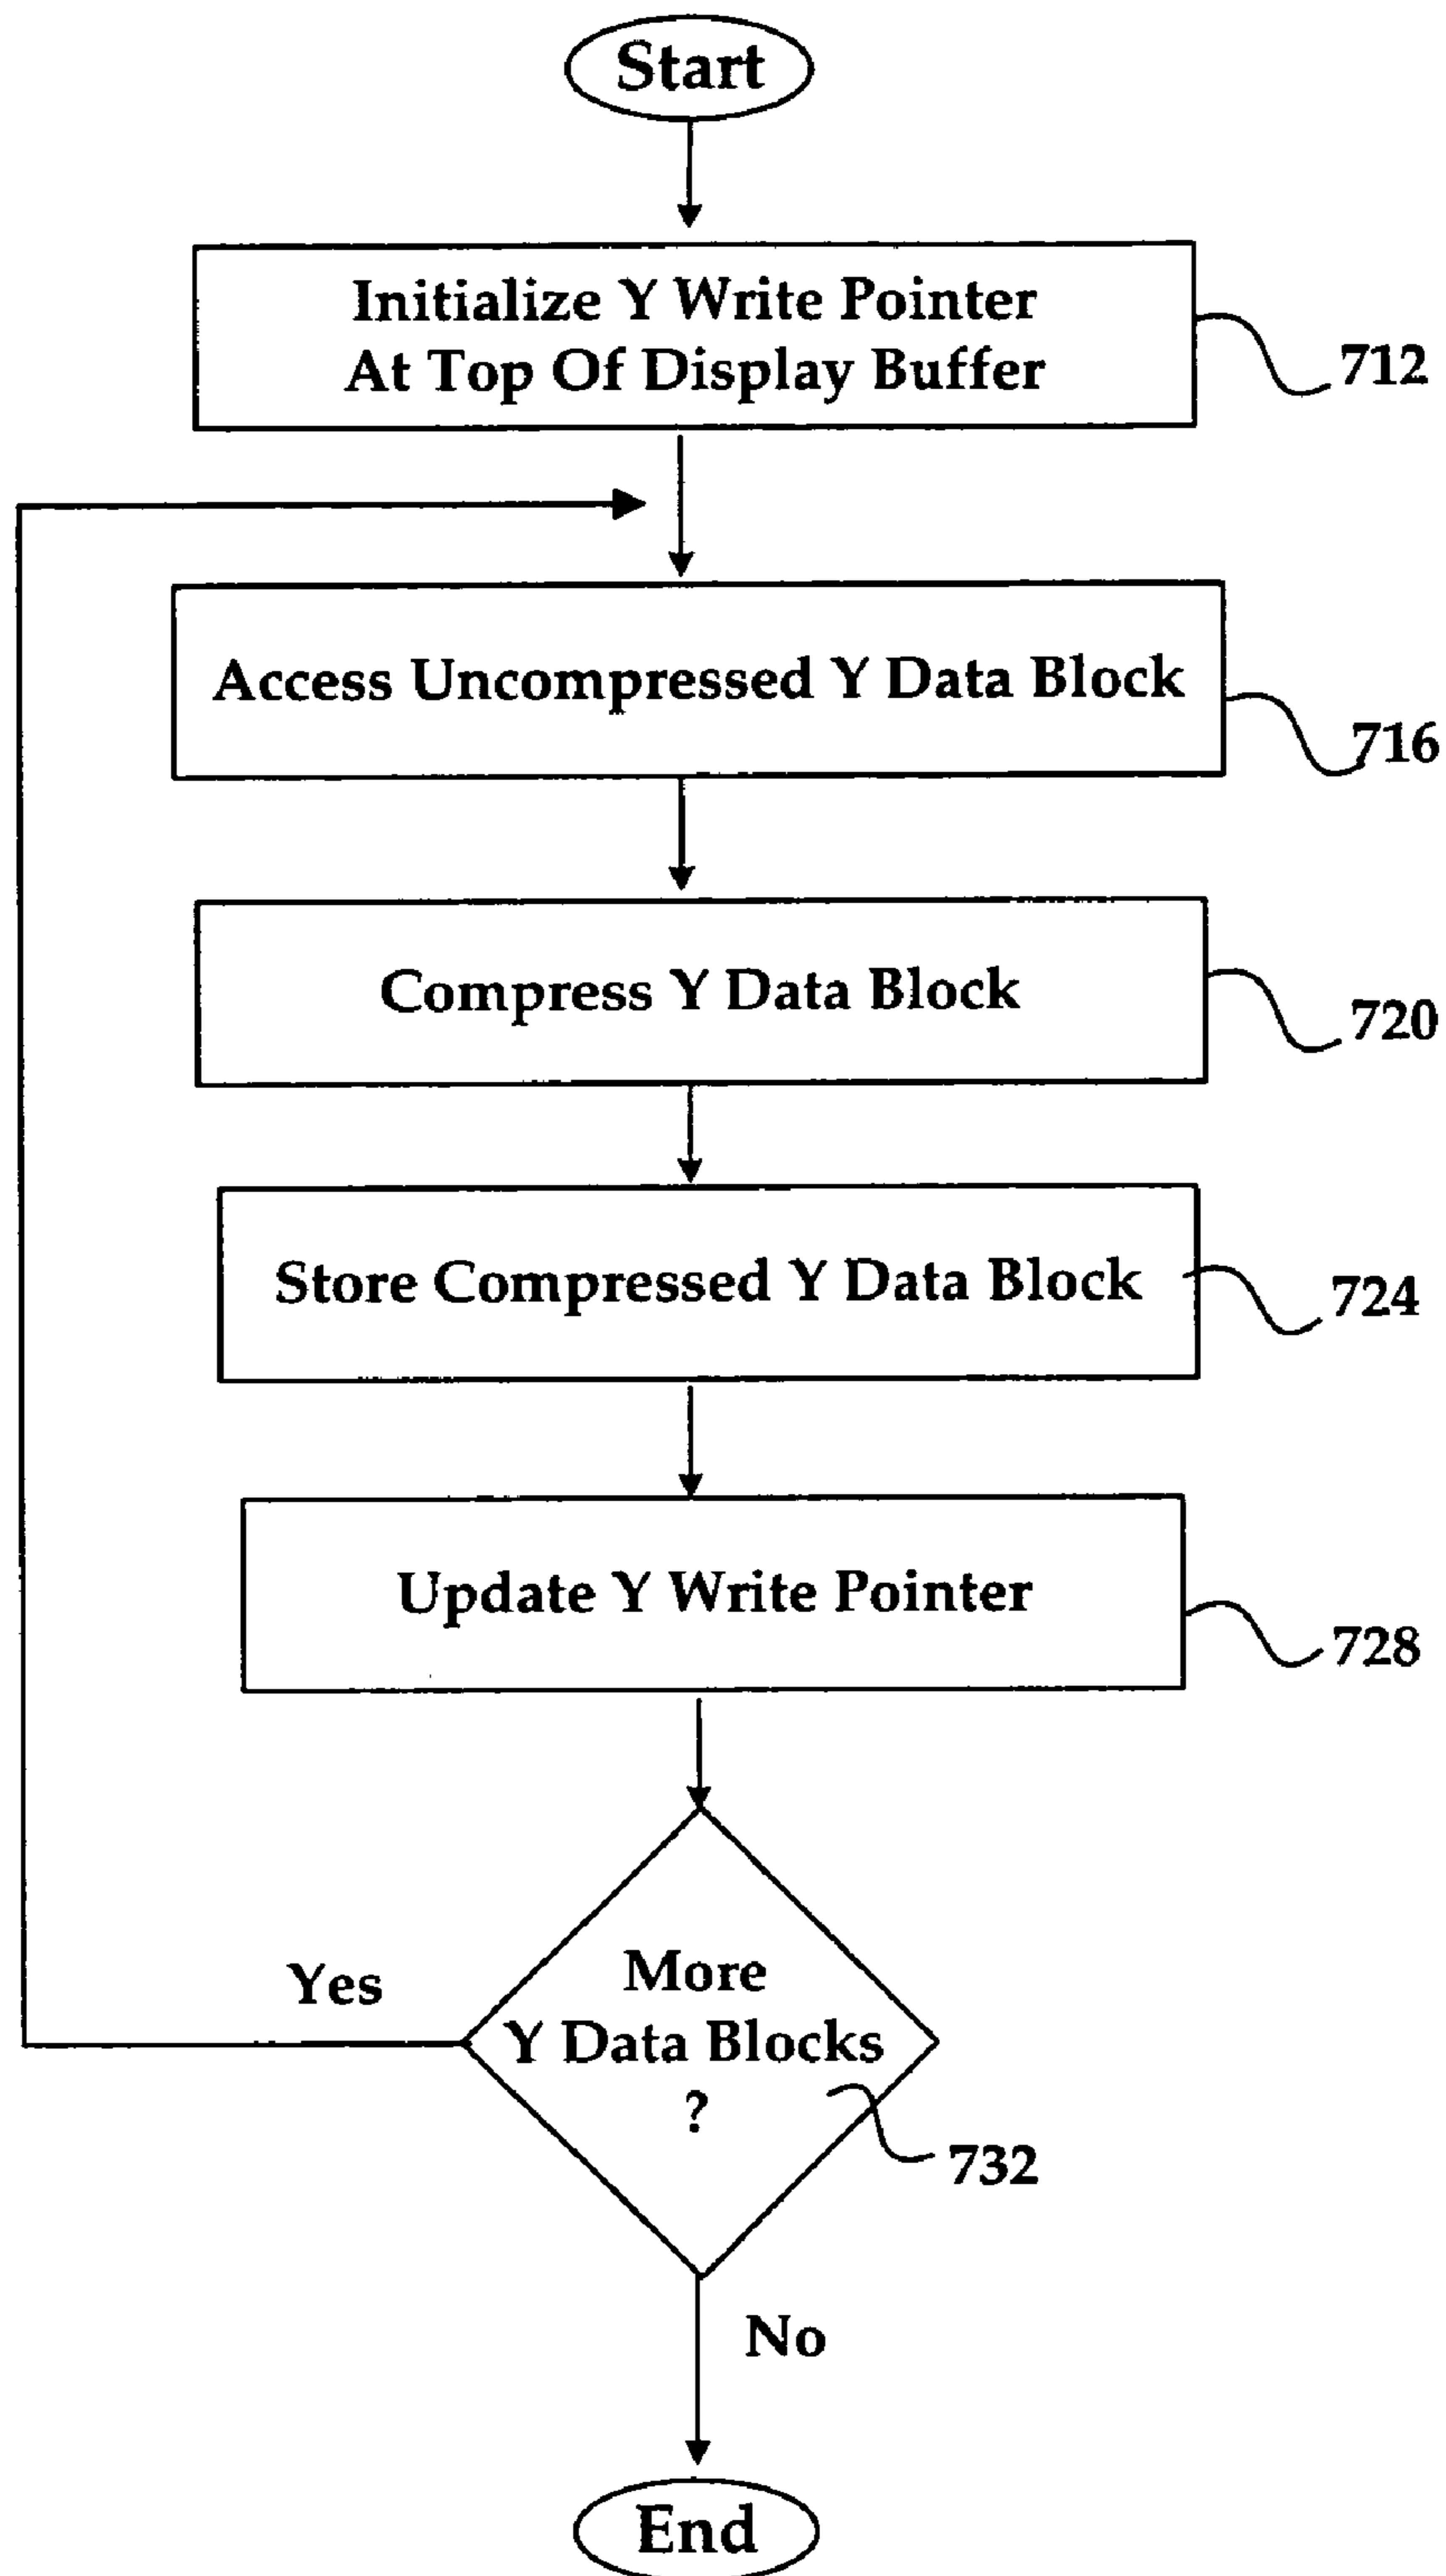 Start
Initialize Y Write Pointer
At Top Of Display Buffer
712
Access Uncompressed Y Data Block
716
Compress Y Data Block
720
Store Compressed Y Data Block
724
Update Y Write Pointer
728
Yes
More
Y Data Blocks
?
732
No
End